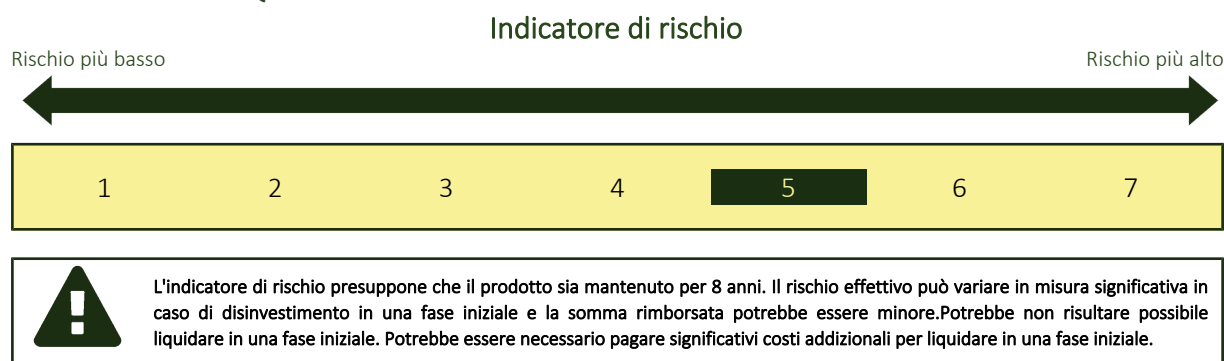 Indicatore di rischio
Rischio più basso
Rischio più alto
1 2 3 4 5 6 7
L'indicatore di rischio presuppone che il prodotto sia mantenuto per 8 anni. Il rischio effettivo può variare in misura significativa in
caso di disinvestimento in una fase iniziale e la somma rimborsata potrebbe essere minore.Potrebbe non risultare possibile
liquidare in una fase iniziale. Potrebbe essere necessario pagare significativi costi addizionali per liquidare in una fase iniziale.